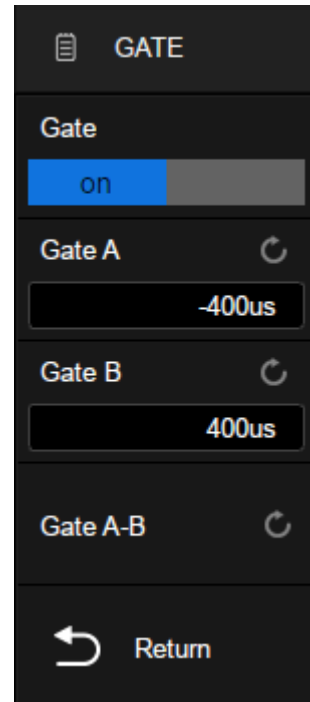 GATE
Gate
on
Gate A
-400us
Gate B
400us
Gate A-B
Return